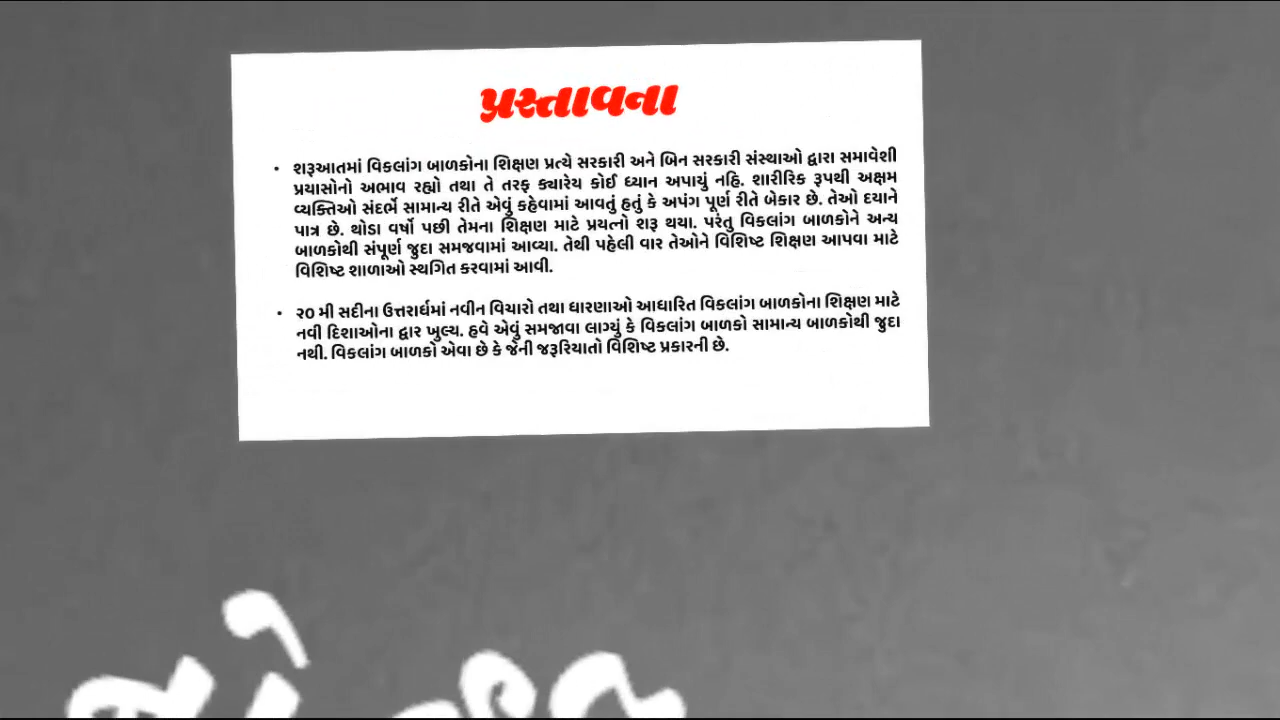 પ્રસ્તાવના
• શરૂઆતમાં વિકલાંગ બાળકોના શિક્ષણ પ્રત્યે સરકારી અને બિન સરકારી સંસ્થાઓ દ્વારા સમાવેશી
પ્રયાસોનો અભાવ રહ્યો તથા તે તરફ ક્યારેય કોઈ ધ્યાન અપાયું નહિ. શારીરિક રૂપથી અક્ષમ
વ્યક્તિઓ સંદર્ભે સામાન્ય રીતે એવું કહેવામાં આવતું હતું કે અપંગ પૂર્ણ રીતે બેકાર છે. તેઓ દયાને
પાત્ર છે. થોડા વર્ષો પછી તેમના શિક્ષણ માટે પ્રયત્નો શરૂ થયા. પરંતુ વિકલાંગ બાળકોને અન્ય
બાળકોથી સંપૂર્ણ જુદા સમજવામાં આવ્યા. તેથી પહેલી વાર તેઓને વિશિષ્ટ શિક્ષણ આપવા માટે
વિશિષ્ટ શાળાઓ સ્થગિત કરવામાં આવી.
• ૨૦ મી સદીના ઉત્તરાર્ધમાં નવીન વિચારો તથા ધારણાઓ આધારિત વિકલાંગ બાળકોના શિક્ષણ માટે
નવી દિશાઓના દ્વાર ખુલ્ય. હવે એવું સમજાવા લાગ્યું કે વિકલાંગ બાળકો સામાન્ય બાળકોથી જુદા
નથી. વિકલાંગ બાળકો એવા છે કે જેની જરૂરિયાતો વિશિષ્ટ પ્રકારની છે.